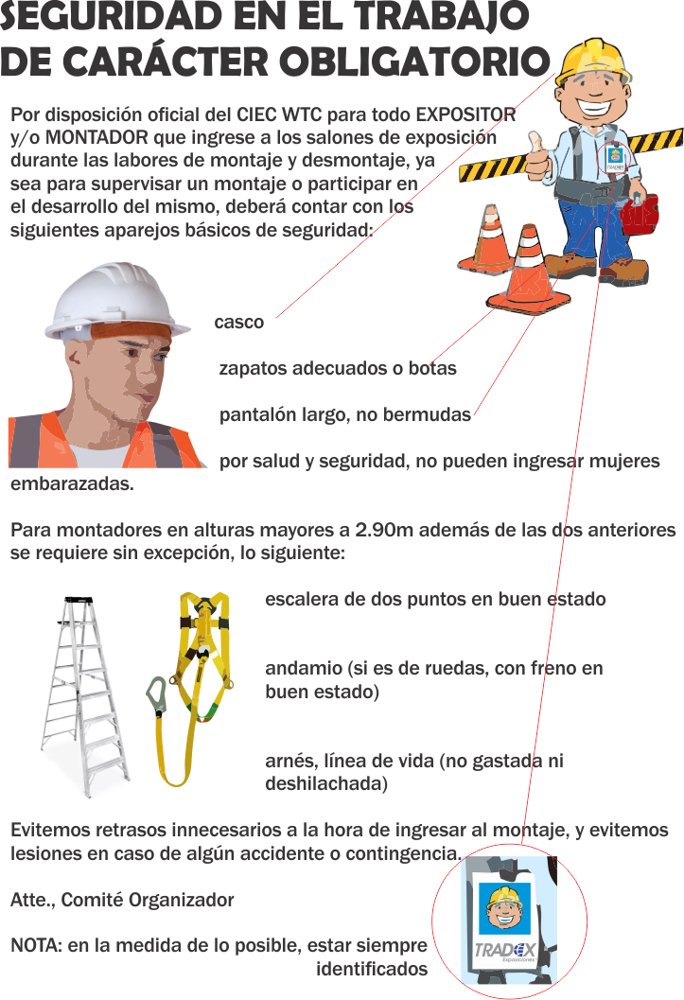 SEGURIDAD EN EL TRABAJO
DE CARÁCTER OBLIGATORIO
Por disposición oficial del CIEC WTC para todo EXPOSITOR
y/o MONTADOR que ingrese a los salones de exposición
durante las labores de montaje y desmontaje, ya
sea para supervisar un montaje o participar en
el desarrollo del mismo, deberá contar con los
siguientes aparejos básicos de seguridad:
casco
zapatos adecuados o botas
pantalón largo, no bermudas
por salud y seguridad, no pueden ingresar mujeres
embarazadas.
Para montadores en alturas mayores a 2.90m además de las dos anteriores
se requiere sin excepción, lo siguiente:
escalera de dos puntos en buen estado
andamio (si es de ruedas, con freno en
buen estado)
arnés, línea de vida (no gastada ni
deshilachada)
Evitemos retrasos innecesarios a la hora de ingresar al montaje, y evitemos
lesiones en caso de algún accidente o contingencia.
Atte., Comité Organizador
NOTA: en la medida de lo posible, estar siempre
identificados
TRADEX
Exposiciones
TRADEX